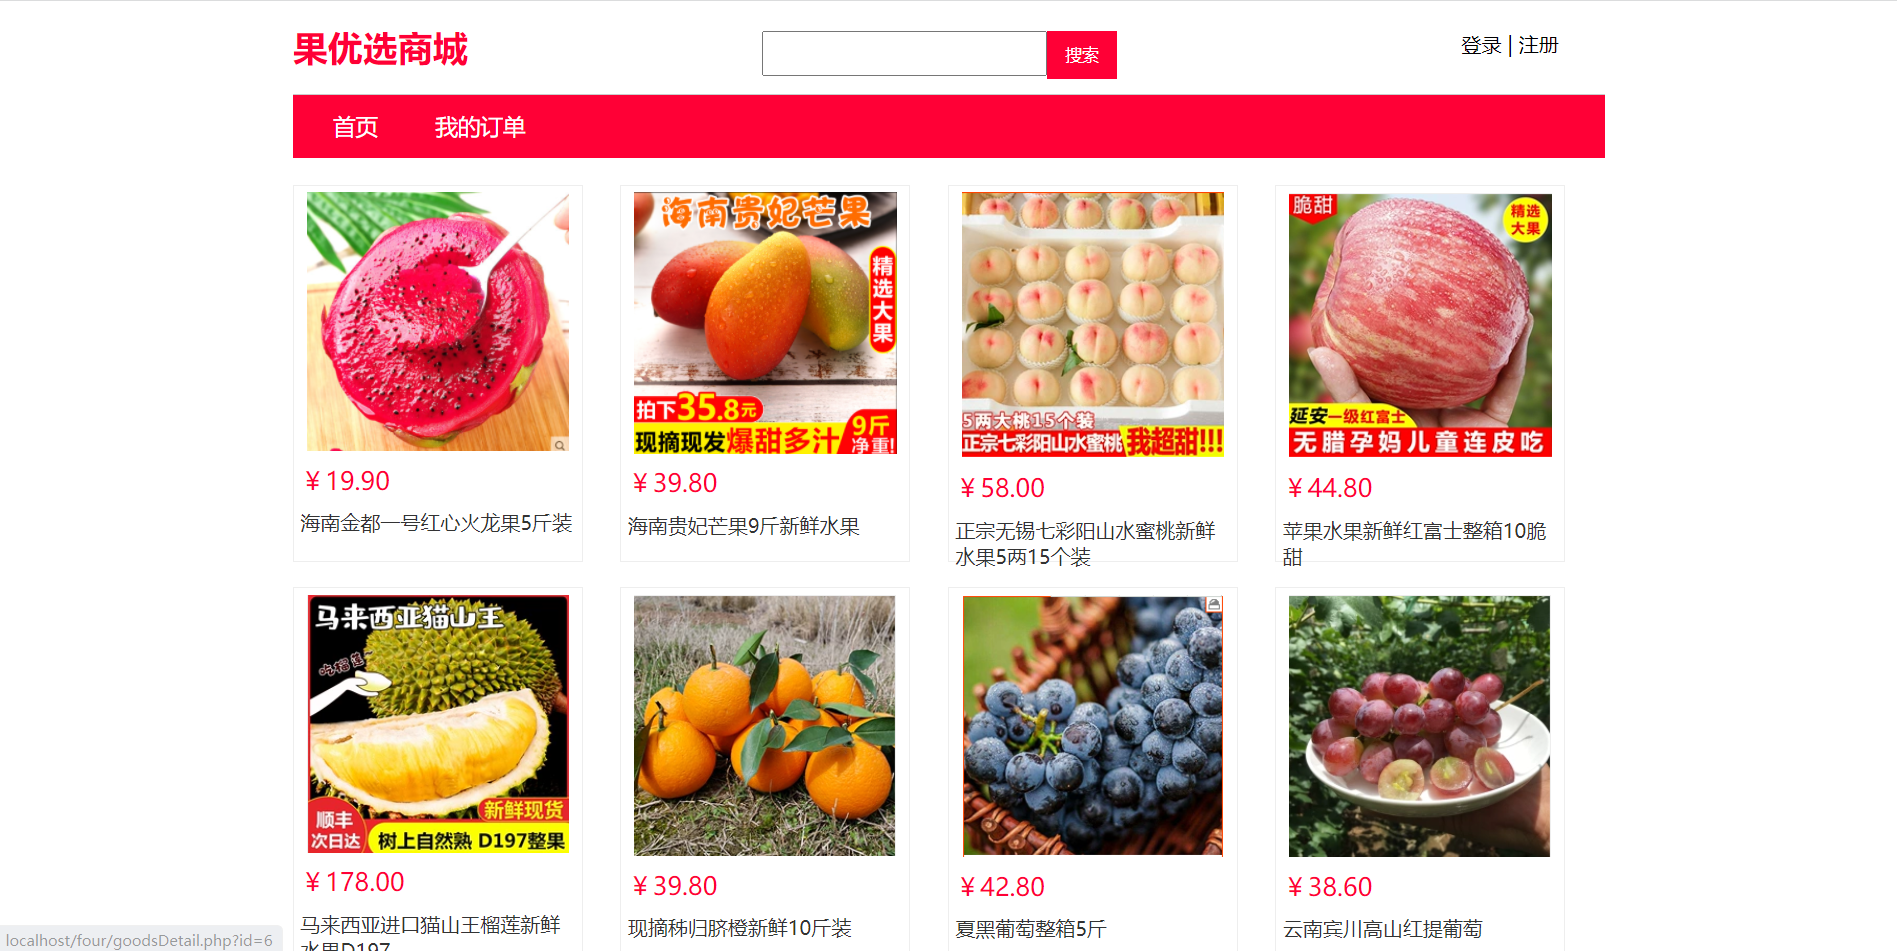 果优选商城
搜索
登录 | 注册
首页
我的订单
海南贵妃芒果
精选大果
拍下35.8元
现摘现发爆甜多汁
9斤
净重!
5两大桃15个装
正宗七彩阳山水蜜桃 我超甜!!!
脆甜
精选
大果
延安一级红富士
无腊孕妈儿童连皮吃
¥ 19.90
海南金都一号红心火龙果5斤装
¥ 39.80
海南贵妃芒果9斤新鲜水果
¥ 58.00
正宗无锡七彩阳山水蜜桃新鲜
水果5两15个装
¥ 44.80
苹果水果新鲜红富士整箱10脆
甜
马来西亚猫山王
吃榴莲
新鲜现货
顺丰
次日达
树上自然熟 D197整果
¥ 178.00
马来西亚进口猫山王榴莲新鲜
水果D197
¥ 39.80
现摘秭归脐橙新鲜10斤装
¥ 42.80
夏黑葡萄整箱5斤
¥ 38.60
云南宾川高山红提葡萄
localhost/four/goodsDetail.php?id=6